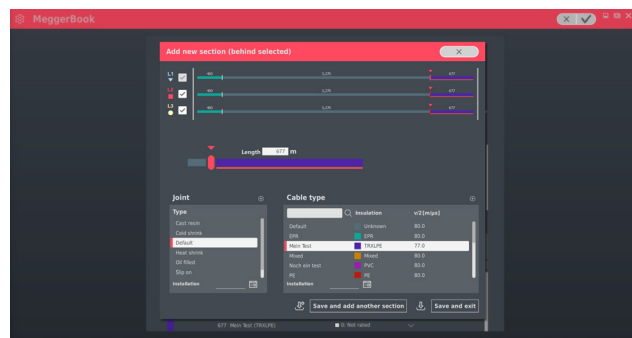 MeggerBook
Add new section (behind selected)
L1
L2
L3
677
677
677
Length 677 m
Joint
Type
Cast resin
Cold shrink
Default
Heat shrink
Oil filled
Slip on
Installation
Cable type
Insulation v/2[m/µs]
Default Unknown 80.0
EPR EPR 80.0
Mein Test TRXLPE 77.0
Mixed Mixed 80.0
Noch ein test PVC 80.0
PE PE 80.0
Installation
Save and add another section Save and exit
677 Mein Test (TRXLPE) 0: Not rated